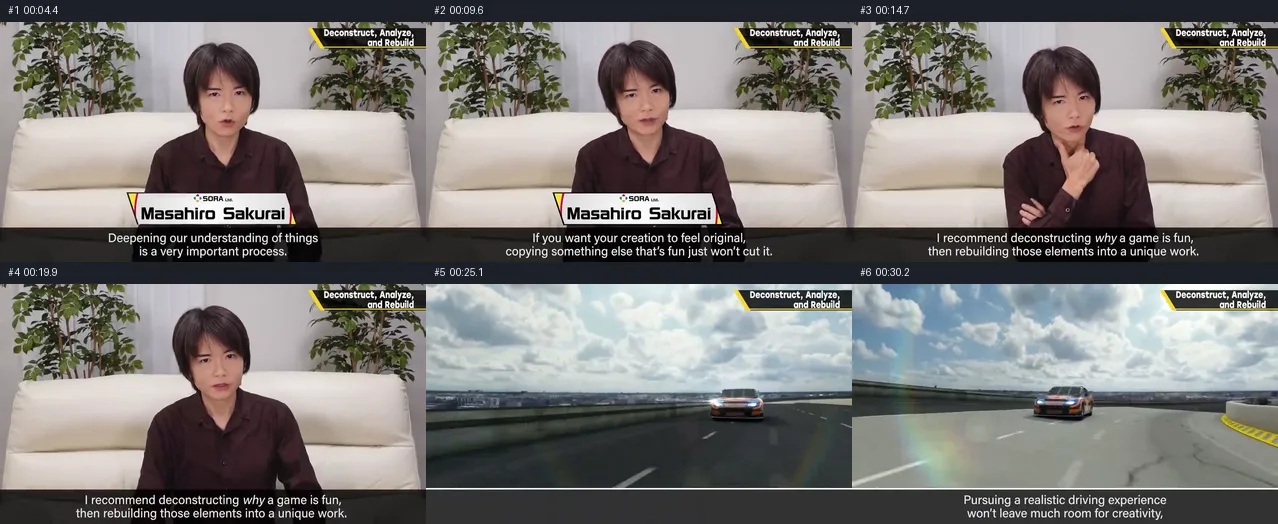 #1 00:04.4
Deconstruct, Analyze,
and Rebuild
SORA LTD.
Masahiro Sakurai
Deepening our understanding of things
is a very important process.
#2 00:09.6
Deconstruct, Analyze,
and Rebuild
SORA LTD.
Masahiro Sakurai
If you want your creation to feel original,
copying something else that's fun just won't cut it.
#3 00:14.7
Deconstruct, Analyze,
and Rebuild
I recommend deconstructing why a game is fun,
then rebuilding those elements into a unique work.
#4 00:19.9
Deconstruct, Analyze,
and Rebuild
I recommend deconstructing why a game is fun,
then rebuilding those elements into a unique work.
#5 00:25.1
Deconstruct, Analyze,
and Rebuild
#6 00:30.2
Deconstruct, Analyze,
and Rebuild
Pursuing a realistic driving experience
won't leave much room for creativity,